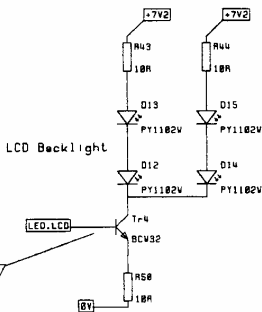 +7V2
+7V2
R43
R44
10R
10R
D13
D15
PY1102W
PY1102W
LCD Backlight
D12
D14
PY1102W
PY1102W
Tr4
LED.LCD
BCW32
R50
10R
0V